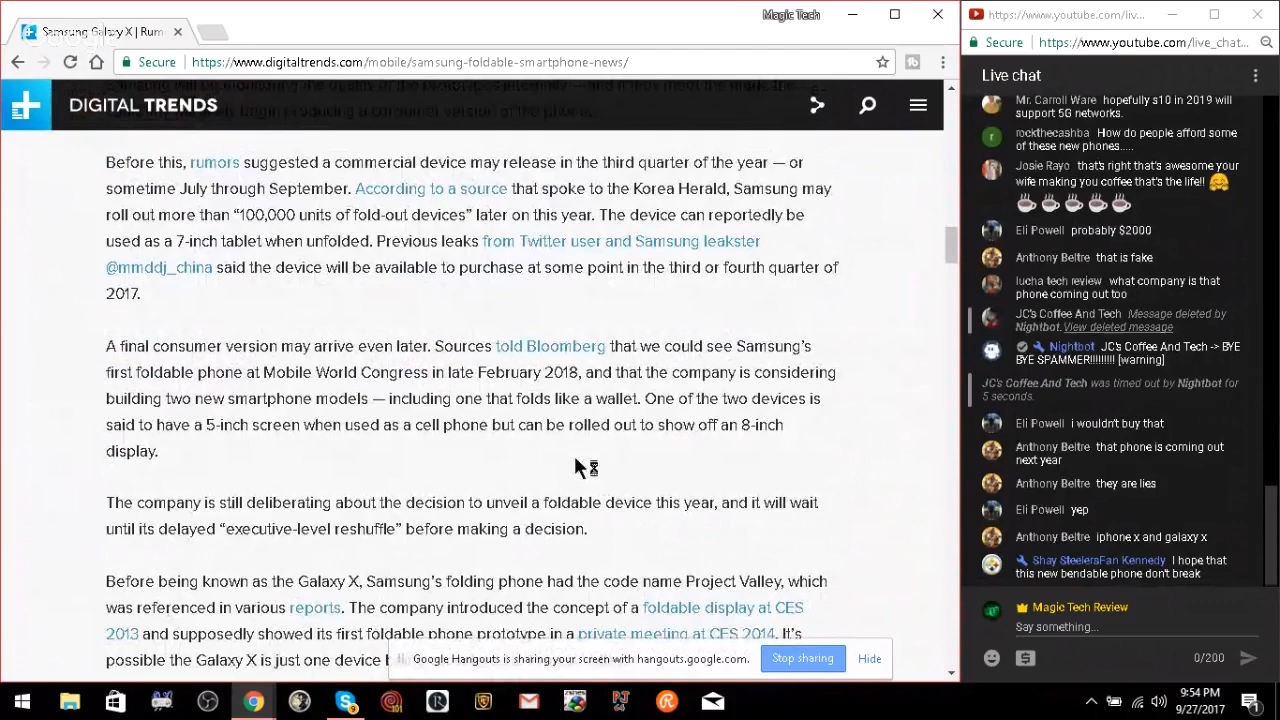 Magic Tech
Samsung Galaxy X | Rum
Secure
https://www.digitaltrends.com/mobile/samsung-foldable-smartphone-news/
DIGITAL TRENDS
Before this, rumors suggested a commercial device may release in the third quarter of the year — or
sometime July through September. According to a source that spoke to the Korea Herald, Samsung may
roll out more than “100,000 units of fold-out devices” later on this year. The device can reportedly be
used as a 7-inch tablet when unfolded. Previous leaks from Twitter user and Samsung leakster
@mmddj_china said the device will be available to purchase at some point in the third or fourth quarter of
2017.
A final consumer version may arrive even later. Sources told Bloomberg that we could see Samsung’s
first foldable phone at Mobile World Congress in late February 2018, and that the company is considering
building two new smartphone models — including one that folds like a wallet. One of the two devices is
said to have a 5-inch screen when used as a cell phone but can be rolled out to show off an 8-inch
display.
The company is still deliberating about the decision to unveil a foldable device this year, and it will wait
until its delayed “executive-level reshuffle” before making a decision.
Before being known as the Galaxy X, Samsung’s folding phone had the code name Project Valley, which
was referenced in various reports. The company introduced the concept of a foldable display at CES
2013 and supposedly showed its first foldable phone prototype in a private meeting at CES 2014. It’s
possible the Galaxy X is just one device
Google Hangouts is sharing your screen with hangouts.google.com.
Stop sharing
Hide
https://www.youtube.com/liv...
Secure
https://www.youtube.com/live_chat...
Live chat
Mr. Carroll Ware hopefully s10 in 2019 will
support 5G networks.
rockthecashba How do people afford some
of these new phones.....
Josie Rayo that's right that's awesome your
wife making you coffee that's the life!!
Eli Powell probably $2000
Anthony Beltre that is fake
lucha tech review what company is that
phone coming out too
JC's Coffee And Tech Message deleted by
Nightbot. View deleted message
Nightbot JC's Coffee And Tech -> BYE
BYE SPAMMER!!!!!!!!! [warning]
JC's Coffee And Tech was timed out by Nightbot for
5 seconds.
Eli Powell i wouldn't buy that
Anthony Beltre that phone is coming out
next year
Anthony Beltre they are lies
Eli Powell yep
Anthony Beltre iphone x and galaxy x
Shay SteelersFan Kennedy I hope that
this new bendable phone don't break
Magic Tech Review
Say something...
0/200
9:54 PM
9/27/2017